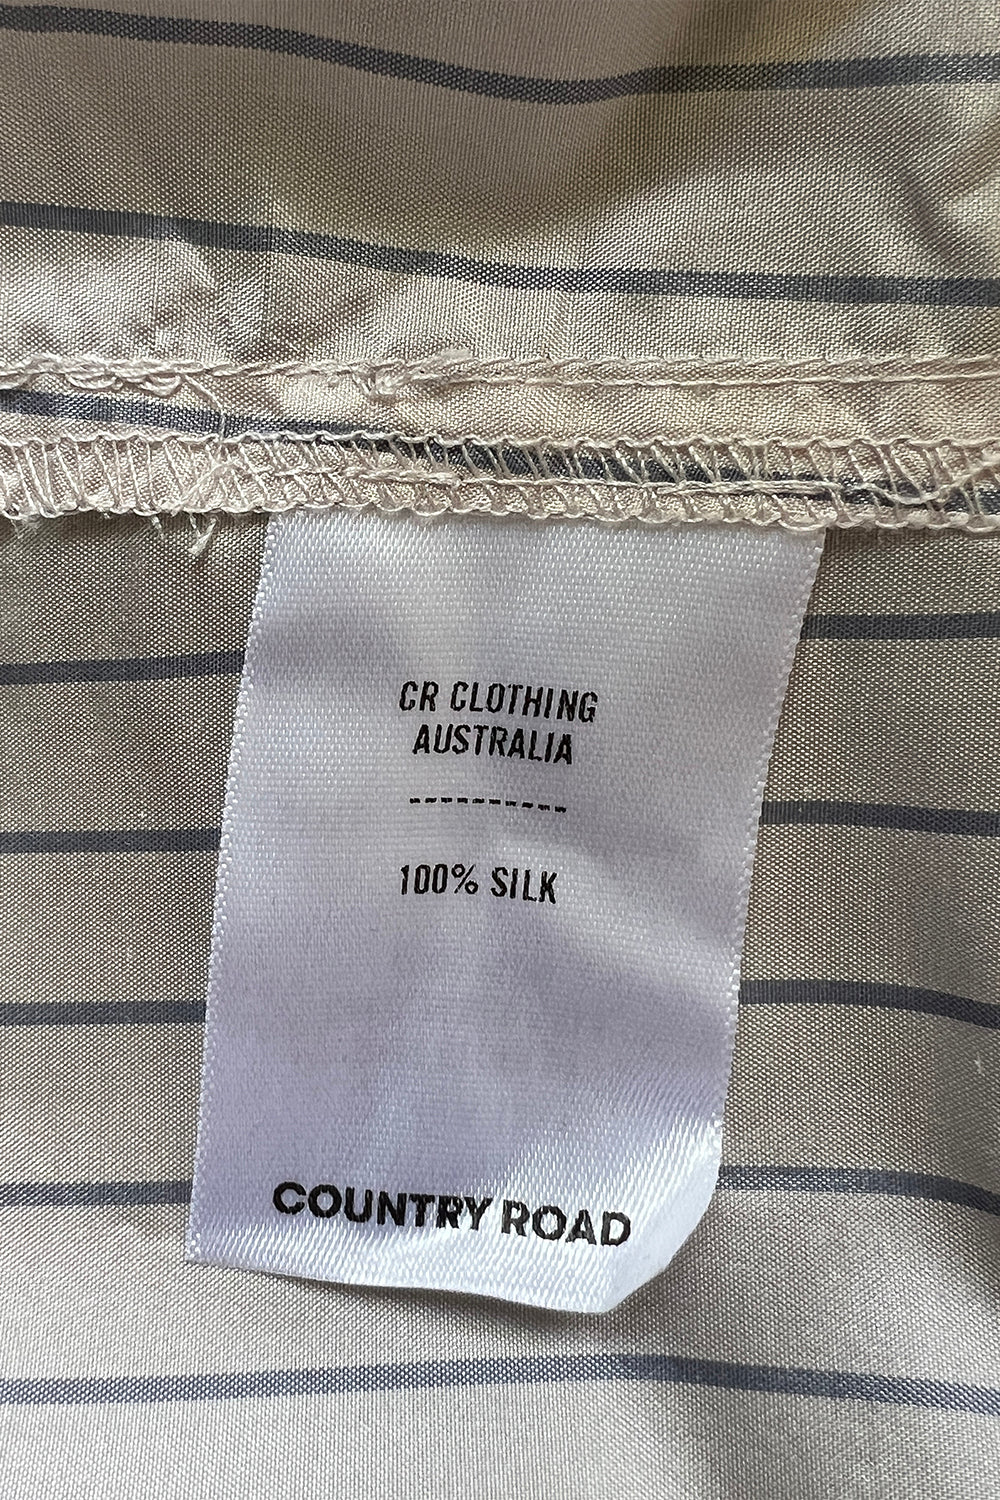 CR CLOTHING
AUSTRALIA
-----------
100% SILK
COUNTRY ROAD